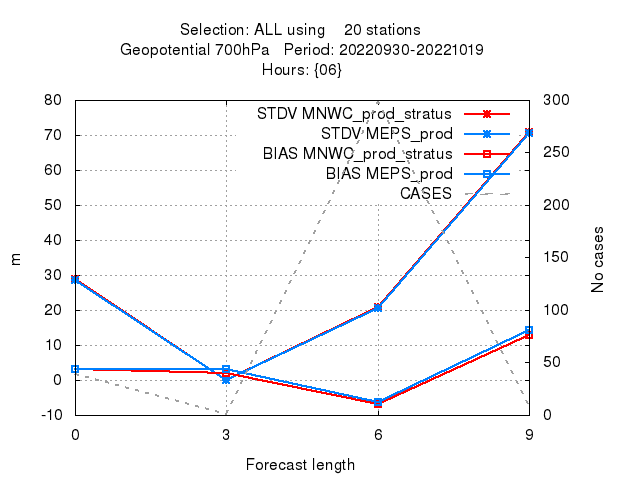 Selection: ALL using    20 stations
Geopotential 700hPa   Period: 20220930-20221019
Hours: {06}
80 300
STDV MNWC_prod_stratus
70
STDV MEPS_prod
BIAS MNWC_prod_stratus
60 250
BIAS MEPS_prod
CASES
50 200
40
30 150
20
10 100
0 50
-10 0
m
No cases
0 3 6 9
Forecast length